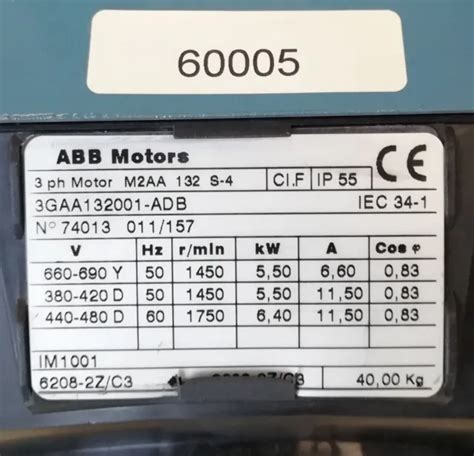 60005
ABB Motors CE
3 ph Motor M2AA 132 S-4 Cl.F IP 55
3GAA132001-ADB IEC 34-1
Nº 74013 011/157
V Hz r/min kW A Cos φ
660-690 Y 50 1450 5,50 6,60 0,83
380-420 D 50 1450 5,50 11,50 0,83
440-480 D 60 1750 6,40 11,50 0,83
IM1001
6208-2Z/C3 40,00 Kg